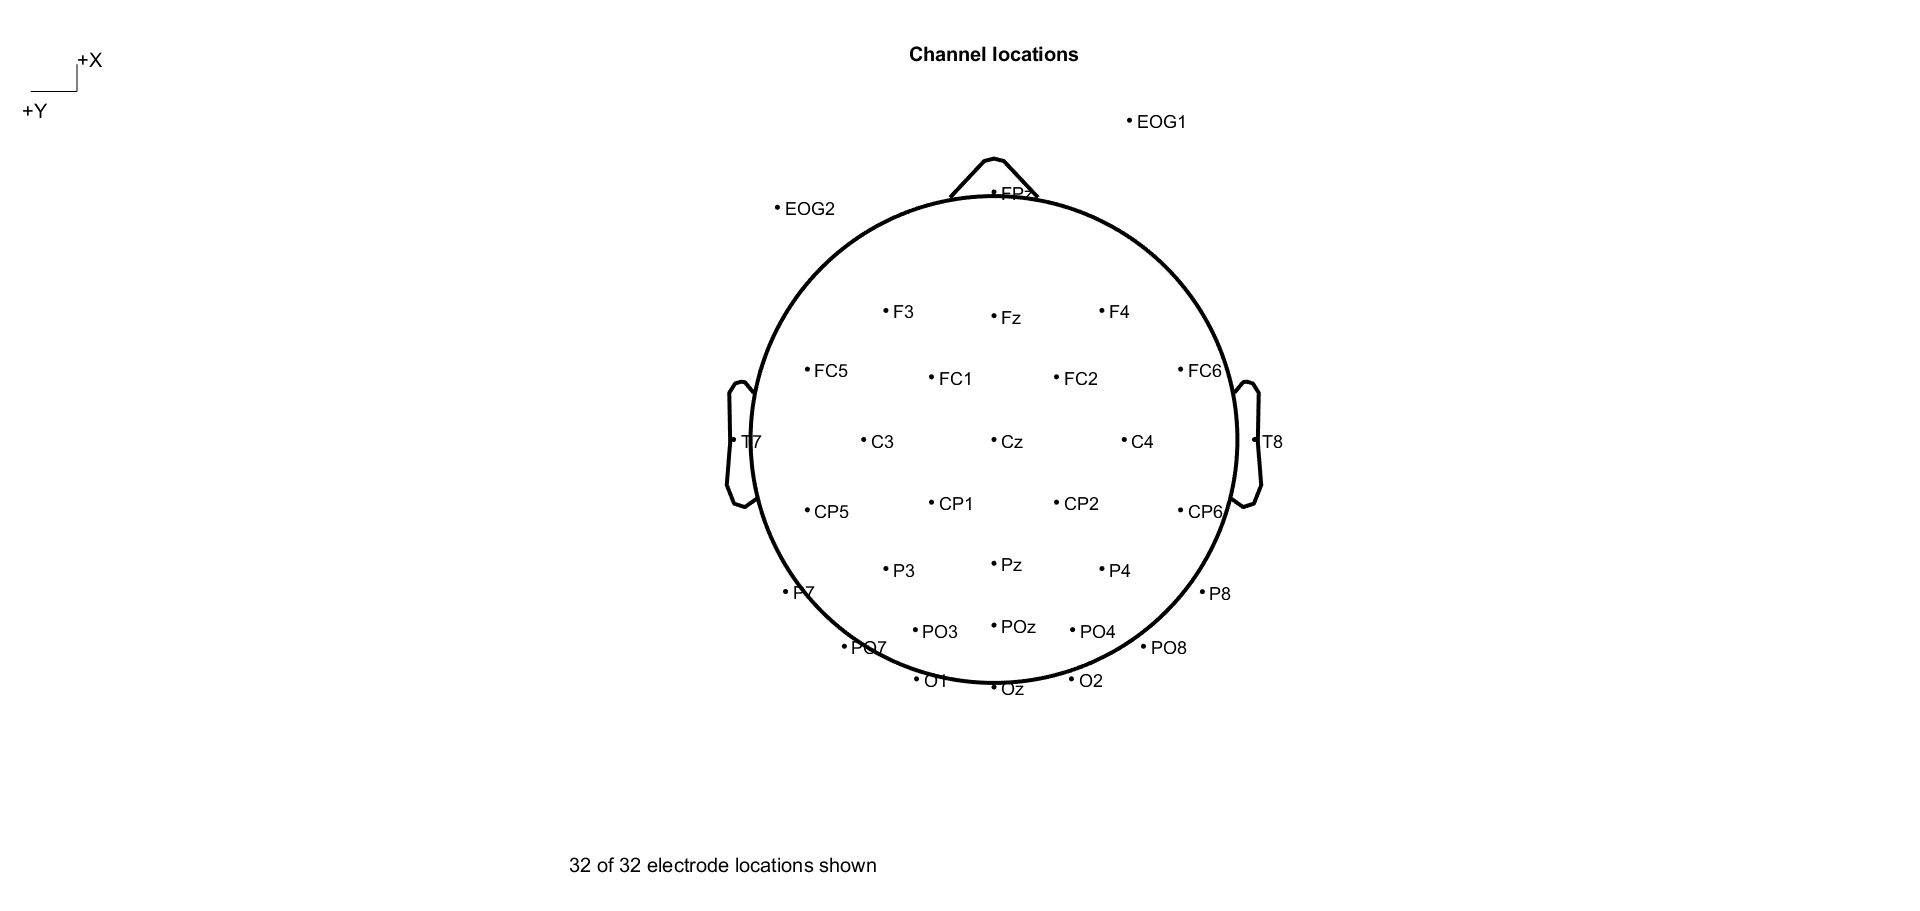 +X
+Y
Channel locations
EOG1
FPz
EOG2
F3 Fz F4
FC5 FC1 FC2 FC6
T7 C3 Cz C4 T8
CP5 CP1 CP2 CP6
P3 Pz P4
P7 P8
PO3 POz PO4
PO7 PO8
O1 Oz O2
32 of 32 electrode locations shown